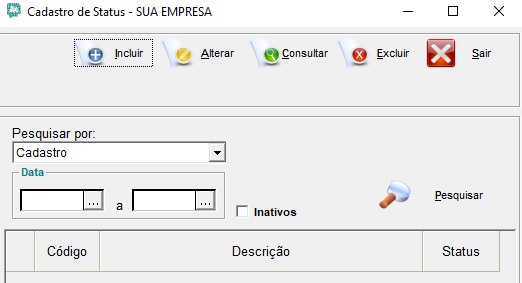 Cadastro de Status - SUA EMPRESA
Incluir Alterar Consultar Excluir Sair
Pesquisar por:
Cadastro
Data
... a ...
Inativos
Pesquisar
Código Descrição Status